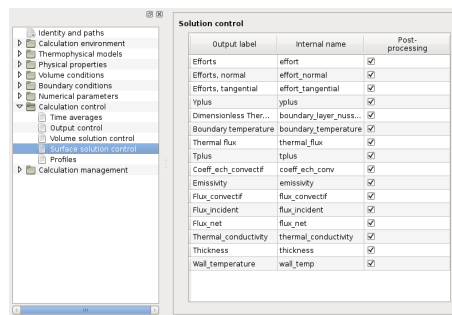 Identity and paths
Calculation environment
Thermophysical models
Physical properties
Volume conditions
Boundary conditions
Numerical parameters
Calculation control
Time averages
Output control
Volume solution control
Surface solution control
Profiles
Calculation management
Solution control
Output label Internal name Post-
processing
Efforts effort
Efforts, normal effort_normal
Efforts, tangential effort_tangential
Yplus yplus
Dimensionless Ther... boundary_layer_nuss...
Boundary temperature boundary_temperature
Thermal flux thermal_flux
Tplus tplus
Coeff_ech_convectif coeff_ech_conv
Emissivity emissivity
Flux_convectif flux_convectif
Flux_incident flux_incident
Flux_net flux_net
Thermal_conductivity thermal_conductivity
Thickness thickness
Wall_temperature wall_temp